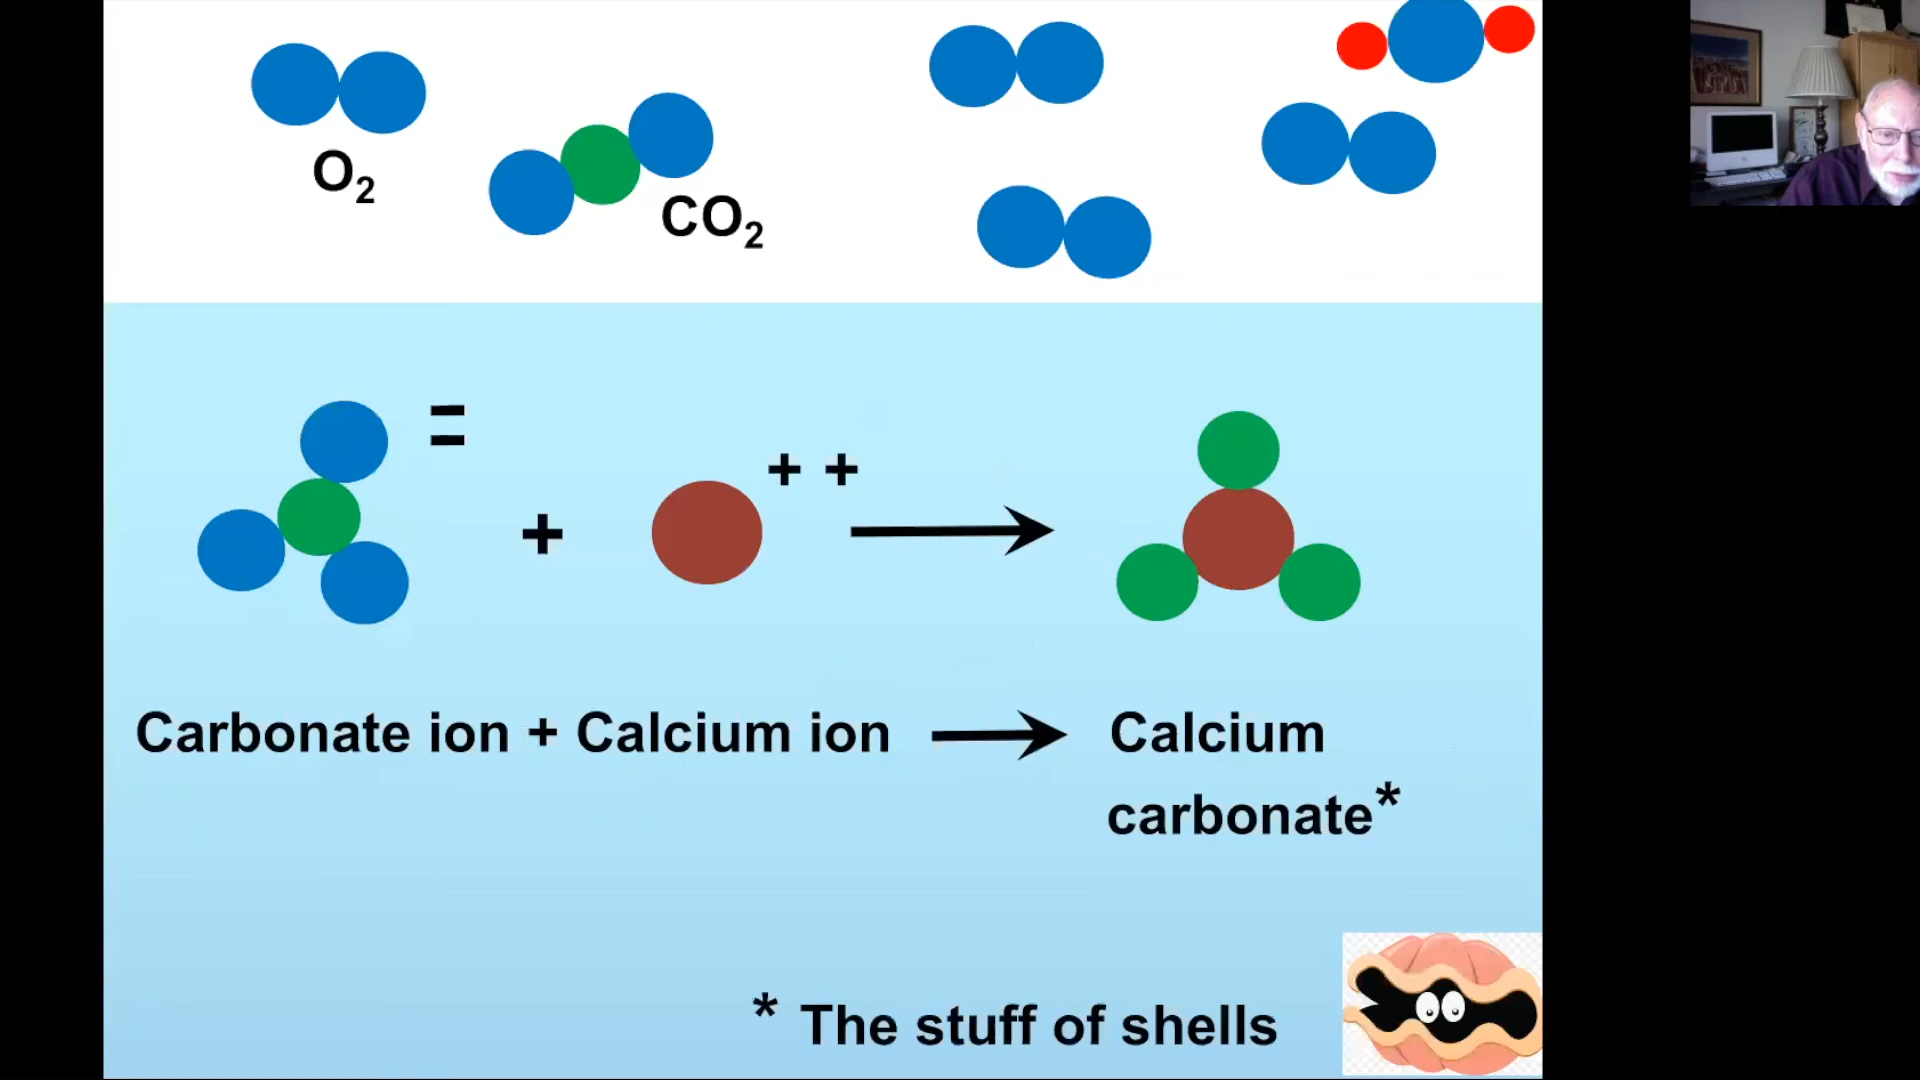 O₂
CO₂
=
+ +
+
Carbonate ion + Calcium ion → Calcium
carbonate*
* The stuff of shells